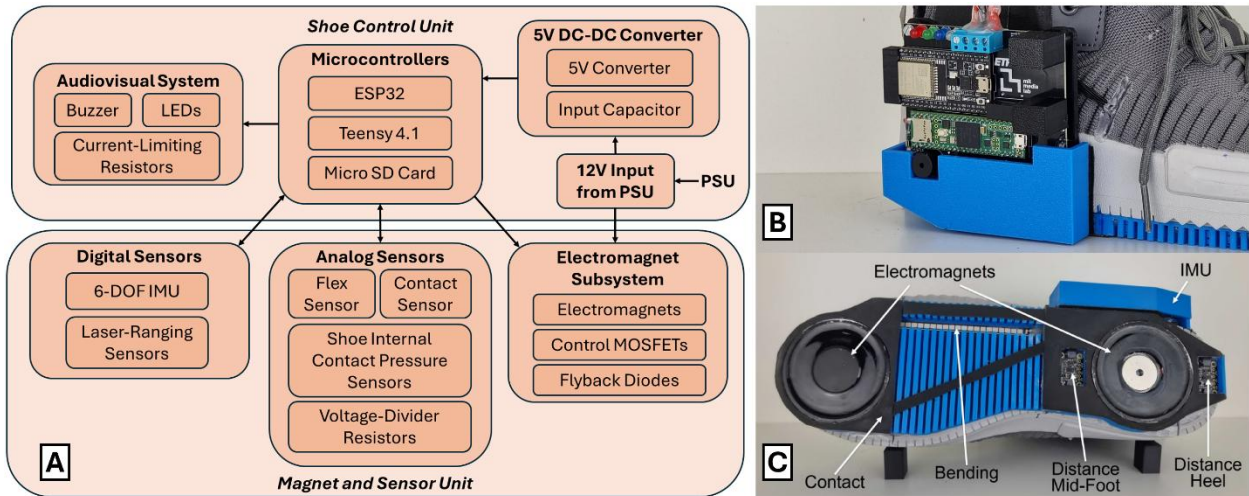 Shoe Control Unit
Audiovisual System
Buzzer
LEDs
Current-Limiting
Resistors
Microcontrollers
ESP32
Teensy 4.1
Micro SD Card
5V DC-DC Converter
5V Converter
Input Capacitor
12V Input
from PSU
PSU
Digital Sensors
6-DOF IMU
Laser-Ranging
Sensors
Analog Sensors
Flex
Sensor
Contact
Sensor
Shoe Internal
Contact Pressure
Sensors
Voltage-Divider
Resistors
Electromagnet
Subsystem
Electromagnets
Control MOSFETs
Flyback Diodes
A
Magnet and Sensor Unit
mit
media
lab
B
Electromagnets
IMU
Contact
Bending
Distance
Mid-Foot
Distance
Heel
C